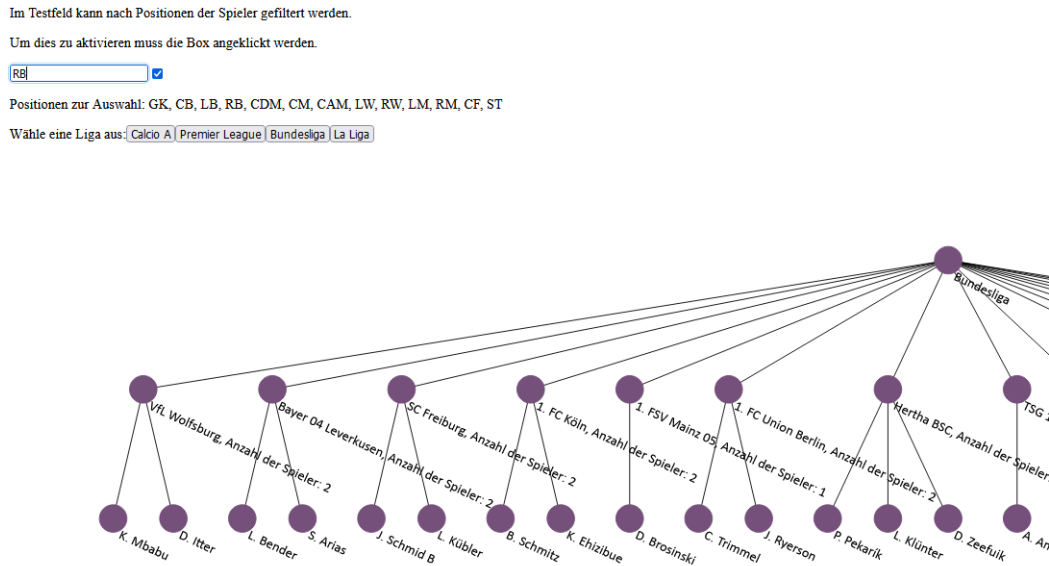 Im Testfeld kann nach Positionen der Spieler gefiltert werden.
Um dies zu aktivieren muss die Box angeklickt werden.
RB
Positionen zur Auswahl: GK, CB, LB, RB, CDM, CM, CAM, LW, RW, LM, RM, CF, ST
Wähle eine Liga aus: Calcio A Premier League Bundesliga La Liga
Bundesliga
VfL Wolfsburg, Anzahl der Spieler: 2
Bayer 04 Leverkusen, Anzahl der Spieler: 2
SC Freiburg, Anzahl der Spieler: 2
1. FC Köln, Anzahl der Spieler: 2
1. FSV Mainz 05, Anzahl der Spieler: 1
1. FC Union Berlin, Anzahl der Spieler: 2
Hertha BSC, Anzahl der Spieler:
TSG
K. Mbabu
D. Itter
L. Bender
S. Arias
J. Schmid B
L. Kübler
B. Schmitz
K. Ehizibue
D. Brosinski
C. Trimmel
J. Ryerson
P. Pekarík
L. Klünter
D. Zeefuik
A.